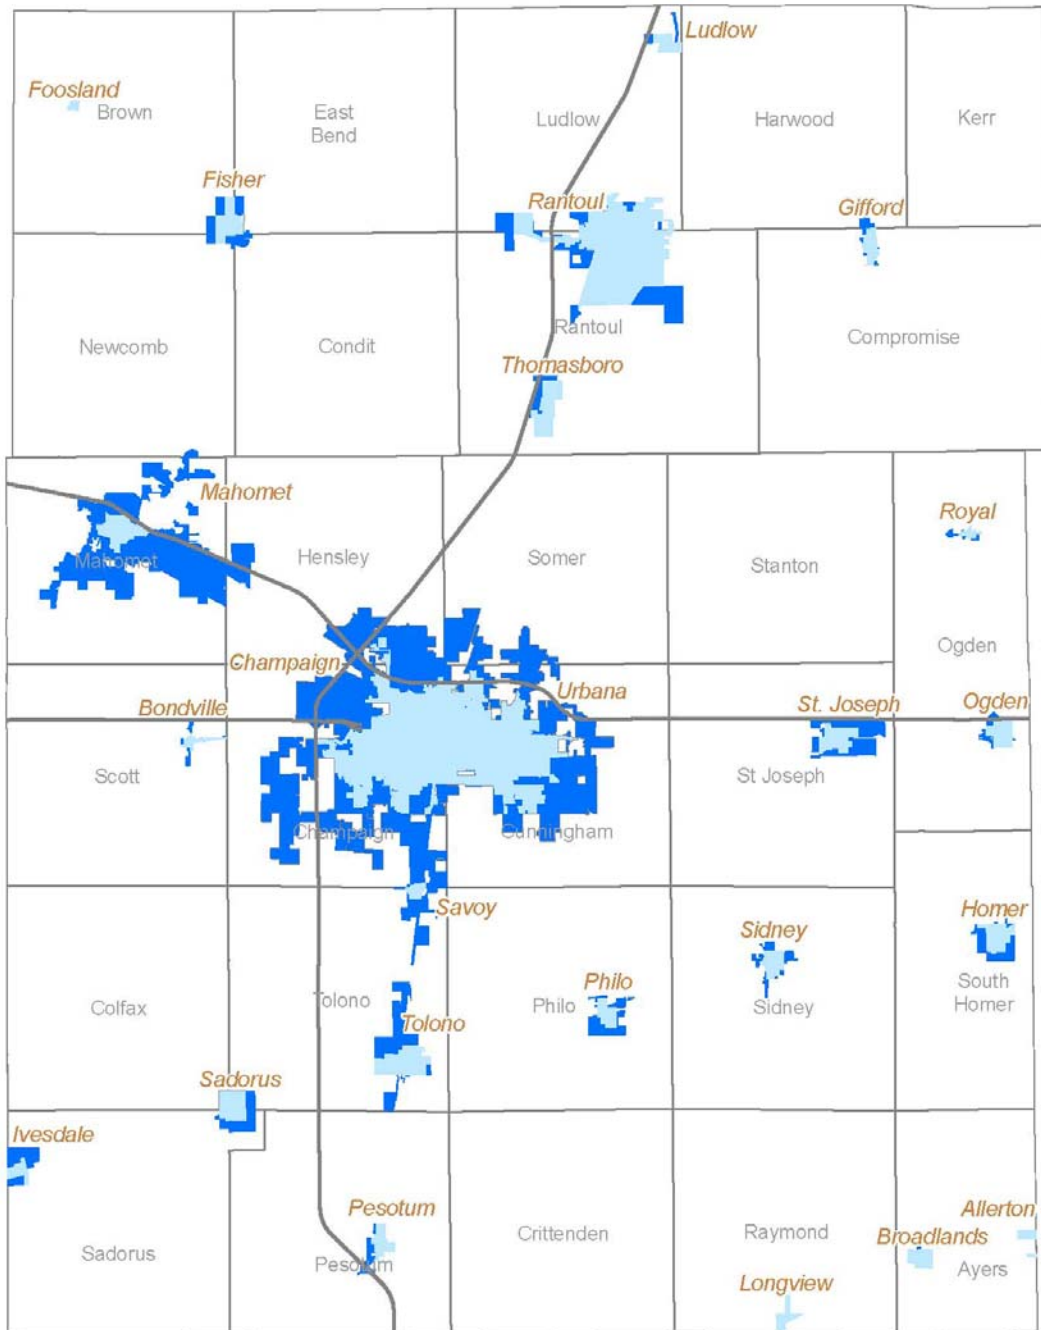 Ludlow
Foosland
Brown
East
Bend
Ludlow
Harwood
Kerr
Fisher
Rantoul
Gifford
Newcomb
Condit
Rantoul
Compromise
Thomasboro
Mahomet
Royal
Mahomet
Hensley
Somer
Stanton
Ogden
Champaign
Urbana
Bondville
St. Joseph
Ogden
Scott
St Joseph
Champaign
Cunningham
Savoy
Sidney
Homer
Colfax
Tolono
Philo
Philo
Sidney
South
Homer
Tolono
Sadorus
Ivesdale
Pesotum
Crittenden
Raymond
Allerton
Broadlands
Sadorus
Pesotum
Ayers
Longview